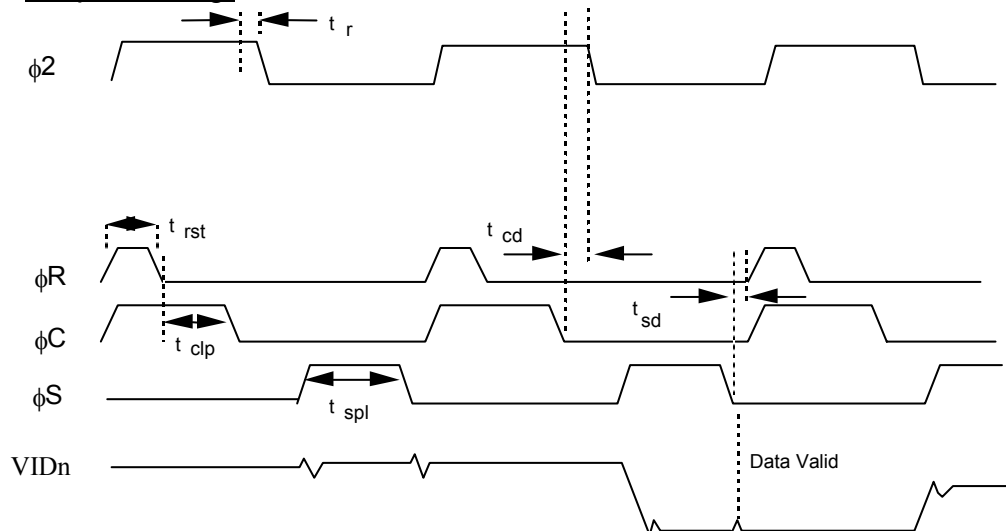 t r
ϕ2
t rst
t cd
ϕR
t sd
ϕC
t clp
ϕS
t spl
VIDn
Data Valid